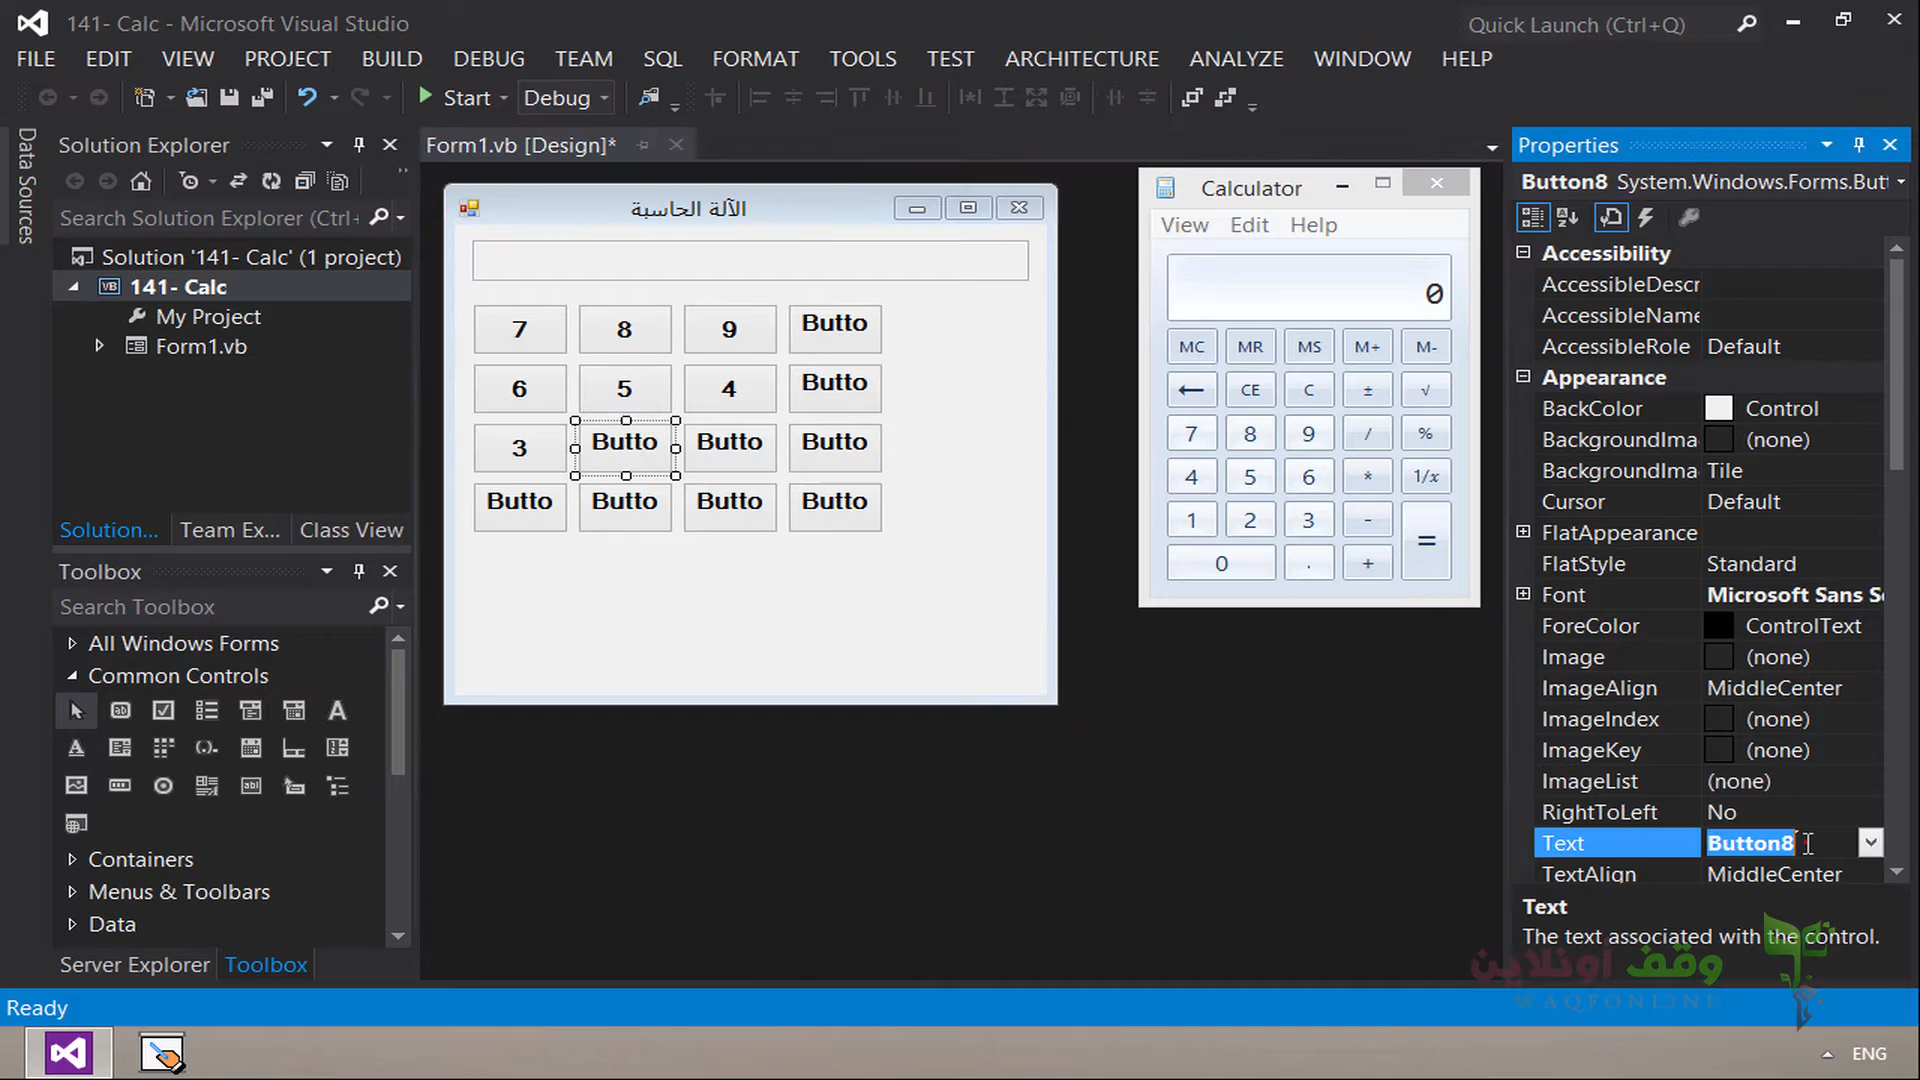 141- Calc - Microsoft Visual Studio
Quick Launch (Ctrl+Q)
FILE EDIT VIEW PROJECT BUILD DEBUG TEAM SQL FORMAT TOOLS TEST ARCHITECTURE ANALYZE WINDOW HELP
Start Debug
Data Sources
Solution Explorer
Search Solution Explorer (Ctrl+
Solution '141- Calc' (1 project)
VB 141- Calc
My Project
Form1.vb
Solution... Team Ex... Class View
Toolbox
Search Toolbox
All Windows Forms
Common Controls
Containers
Menus & Toolbars
Data
Server Explorer Toolbox
Form1.vb [Design]*
الآلة الحاسبة
7 8 9 Butto
6 5 4 Butto
3 Butto Butto Butto
Butto Butto Butto Butto
Calculator
View Edit Help
0
MC MR MS M+ M-
← CE C ± √
7 8 9 / %
4 5 6 * 1/x
1 2 3 - =
0 . +
Properties
Button8 System.Windows.Forms.But
Accessibility
AccessibleDescr
AccessibleName
AccessibleRole Default
Appearance
BackColor Control
BackgroundIma (none)
BackgroundIma Tile
Cursor Default
FlatAppearance
FlatStyle Standard
Font Microsoft Sans Se
ForeColor ControlText
Image (none)
ImageAlign MiddleCenter
ImageIndex (none)
ImageKey (none)
ImageList (none)
RightToLeft No
Text Button8
TextAlign MiddleCenter
Text
The text associated with the control.
وقف أونلاين
WAQFONLINE
Ready
ENG